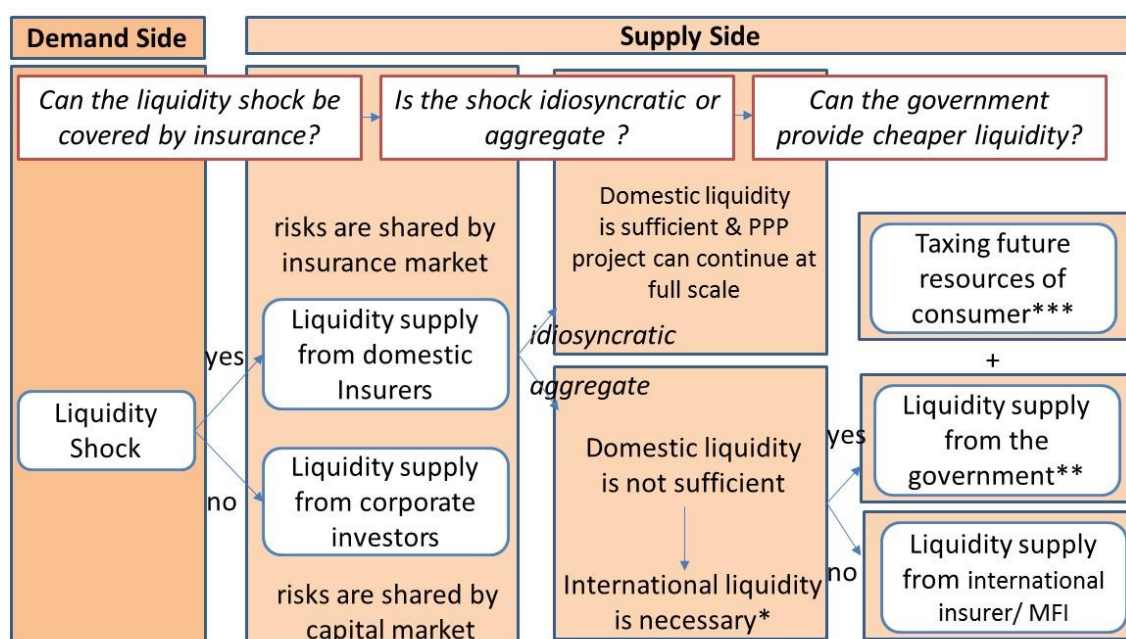 Demand Side
Supply Side
Can the liquidity shock be
covered by insurance?
Is the shock idiosyncratic or
aggregate ?
Can the government
provide cheaper liquidity?
risks are shared by
insurance market
Liquidity supply
from domestic
Insurers
Liquidity
Shock
yes
no
Liquidity supply
from corporate
investors
risks are shared by
capital market
Domestic liquidity
is sufficient & PPP
project can continue at
full scale
idiosyncratic
aggregate
Domestic liquidity
is not sufficient
International liquidity
is necessary*
yes
no
Taxing future
resources of
consumer***
+
Liquidity supply
from the
government**
Liquidity supply
from international
insurer/ MFI